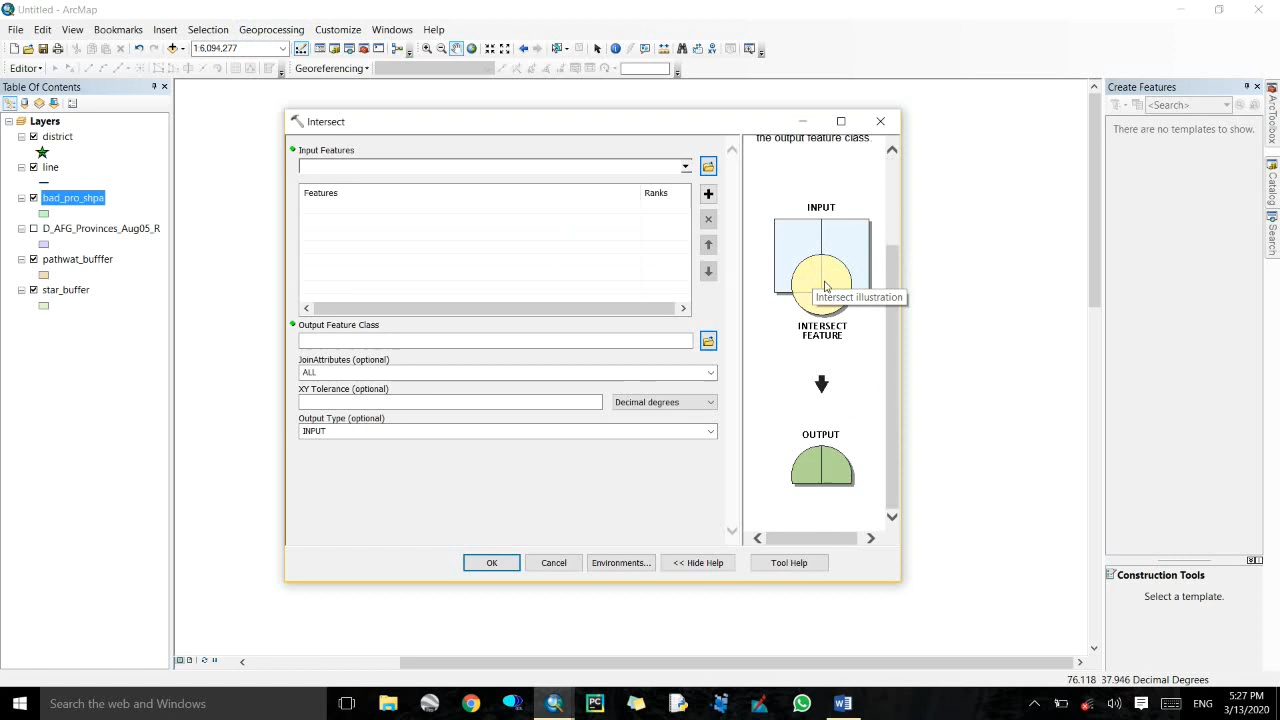 Untitled - ArcMap
File Edit View Bookmarks Insert Selection Geoprocessing Customize Windows Help
1:6,094,277
Editor Georeferencing
Table Of Contents
Layers
district
line
bad_pro_shpa
D_AFG_Provinces_Aug05_R
pathwat_bufffer
star_buffer
Intersect
Input Features
Features Ranks
Output Feature Class
JoinAttributes (optional)
ALL
XY Tolerance (optional)
Decimal degrees
Output Type (optional)
INPUT
the output feature class.
INPUT
Intersect illustration
INTERSECT
FEATURE
OUTPUT
OK Cancel Environments... << Hide Help Tool Help
Create Features
<Search>
There are no templates to show.
ArcToolbox
Catalog
Search
Construction Tools
Select a template.
76.118 37.946 Decimal Degrees
Search the web and Windows
PC
ENG
5:27 PM
3/13/2020